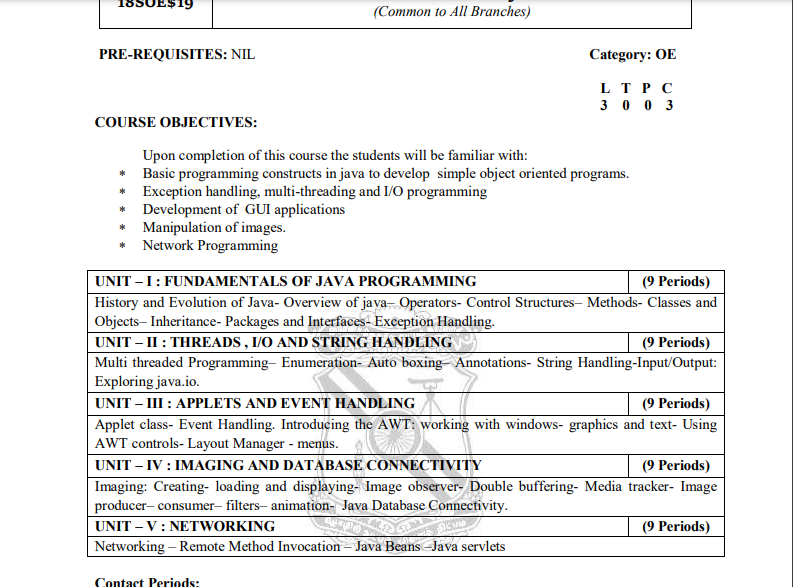 18SOE$19
(Common to All Branches)
PRE-REQUISITES: NIL
Category: OE
L T P C
3 0 0 3
COURSE OBJECTIVES:
Upon completion of this course the students will be familiar with:
* Basic programming constructs in java to develop simple object oriented programs.
* Exception handling, multi-threading and I/O programming
* Development of GUI applications
* Manipulation of images.
* Network Programming
UNIT – I : FUNDAMENTALS OF JAVA PROGRAMMING (9 Periods)
History and Evolution of Java- Overview of java– Operators- Control Structures– Methods- Classes and
Objects– Inheritance- Packages and Interfaces- Exception Handling.
UNIT – II : THREADS , I/O AND STRING HANDLING (9 Periods)
Multi threaded Programming– Enumeration- Auto boxing– Annotations- String Handling-Input/Output:
Exploring java.io.
UNIT – III : APPLETS AND EVENT HANDLING (9 Periods)
Applet class- Event Handling. Introducing the AWT: working with windows- graphics and text- Using
AWT controls- Layout Manager - menus.
UNIT – IV : IMAGING AND DATABASE CONNECTIVITY (9 Periods)
Imaging: Creating- loading and displaying- Image observer- Double buffering- Media tracker- Image
producer– consumer– filters– animation- Java Database Connectivity.
UNIT – V : NETWORKING (9 Periods)
Networking – Remote Method Invocation – Java Beans –Java servlets
Contact Periods: